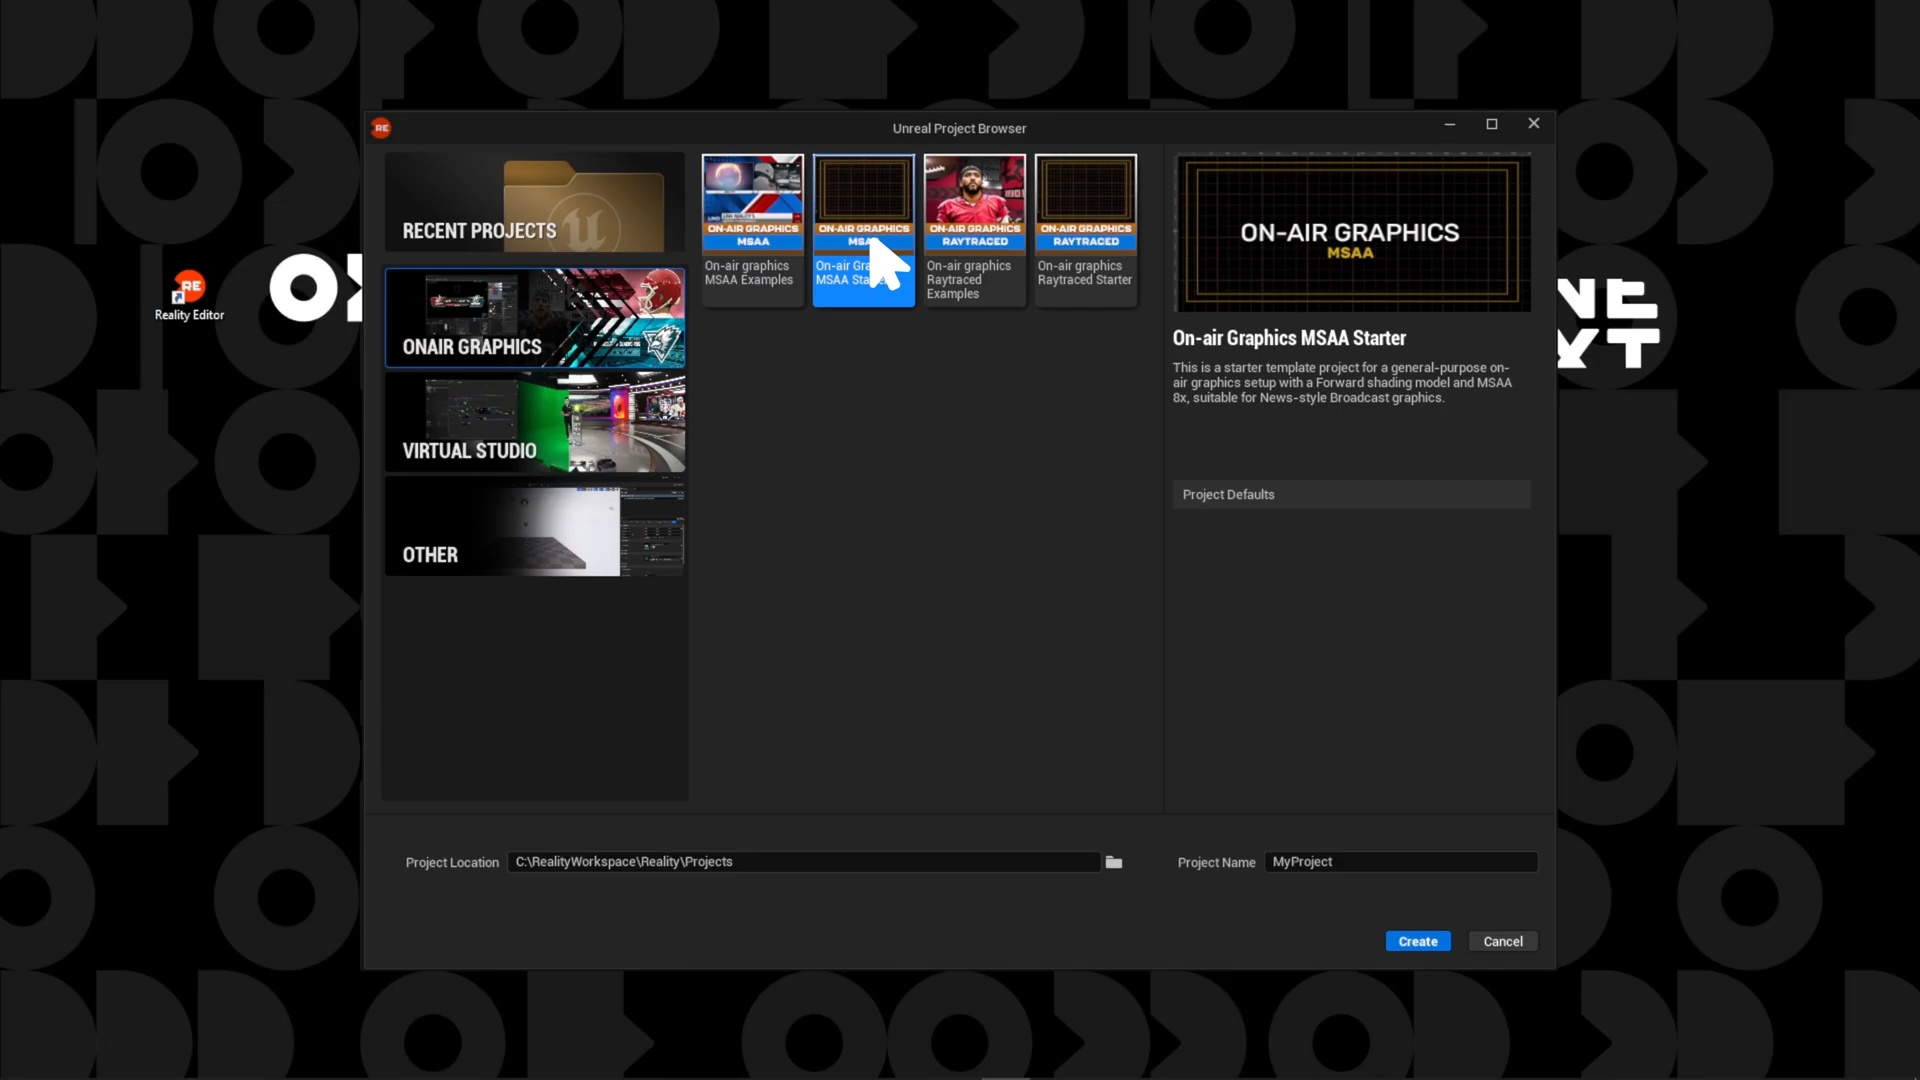 Unreal Project Browser
RE
RECENT PROJECTS
ONAIR GRAPHICS
VIRTUAL STUDIO
OTHER
ON-AIR GRAPHICS
MSAA
On-air graphics
MSAA Examples
ON-AIR GRAPHICS
On-air
MSAA
ON-AIR GRAPHICS
RAYTRACED
On-air graphics
Raytraced
Examples
ON-AIR GRAPHICS
RAYTRACED
On-air graphics
Raytraced Starter
ON-AIR GRAPHICS
MSAA
On-air Graphics MSAA Starter
This is a starter template project for a general-purpose on-
air graphics setup with a Forward shading model and MSAA
8x, suitable for News-style Broadcast graphics.
Project Defaults
RE
Reality Editor
Project Location
C:\RealityWorkspace\Reality\Projects
Project Name
MyProject
Create
Cancel